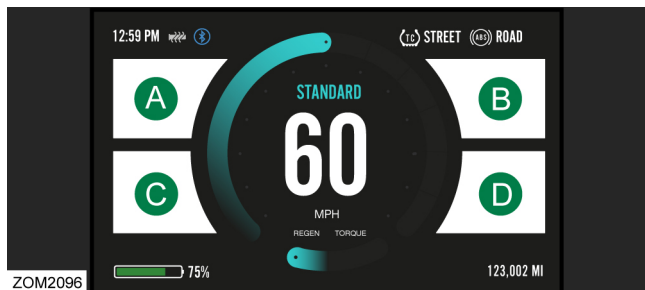 12:59 PM TC STREET ABS ROAD
A
STANDARD
B
60
C
MPH
D
REGEN TORQUE
75%
123,002 MI
ZOM2096